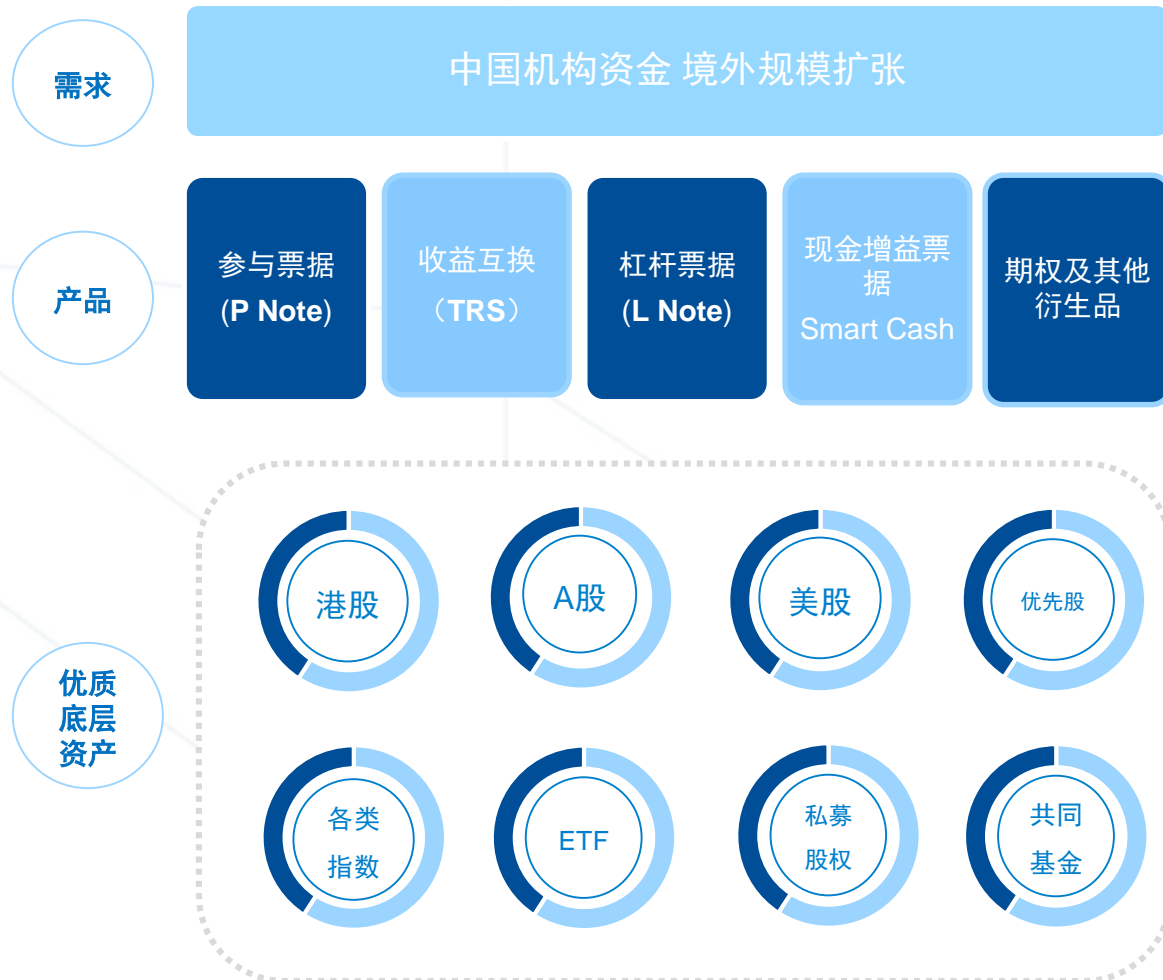 需求
中国机构资金 境外规模扩张
产品
参与票据
(P Note)
收益互换
（TRS）
杠杆票据
(L Note)
现金增益票
据
Smart Cash
期权及其他
衍生品
优质
底层
资产
港股
A股
美股
优先股
各类
指数
ETF
私募
股权
共同
基金